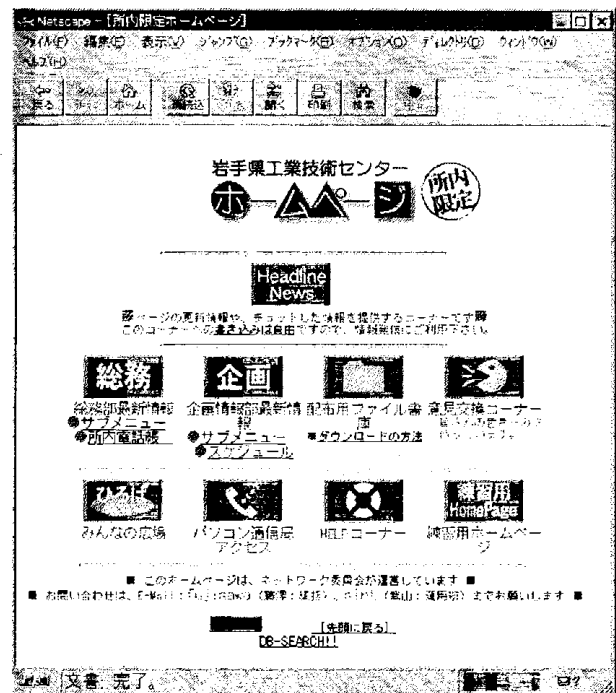 Netscape - [所内限定ホームページ]
ファイル(F) 編集(E) 表示(V) ジャンプ(G) ブックマーク(B) オプション(O) ディレクトリ(D) ウィンドウ(W)
ヘルプ(H)
戻る ホーム 再読込 開く 印刷 検索
岩手県工業技術センター
ホームページ 所内限定
Headline
News
ページの更新情報や、チョットした情報を提供するコーナーです
このコーナーへの書き込みは自由ですので、情報発信にご利用下さい。
総務 企画
総務部最新情報 企画情報部最新情報 配布用ファイル書庫 意見交換コーナー
サブメニュー サブメニュー ■ダウンロードの方法
所内電話帳 スケジュール
ひろば 練習用
HomePage
みんなの広場 パソコン通信局アクセス HELPコーナー 練習用ホームページ
■ このホームページは、ネットワーク委員会が運営しています ■
■ お問い合わせは、E-Mail: までお願いします ■
[先頭に戻る]
DB-SEARCH!!
文書: 完了。